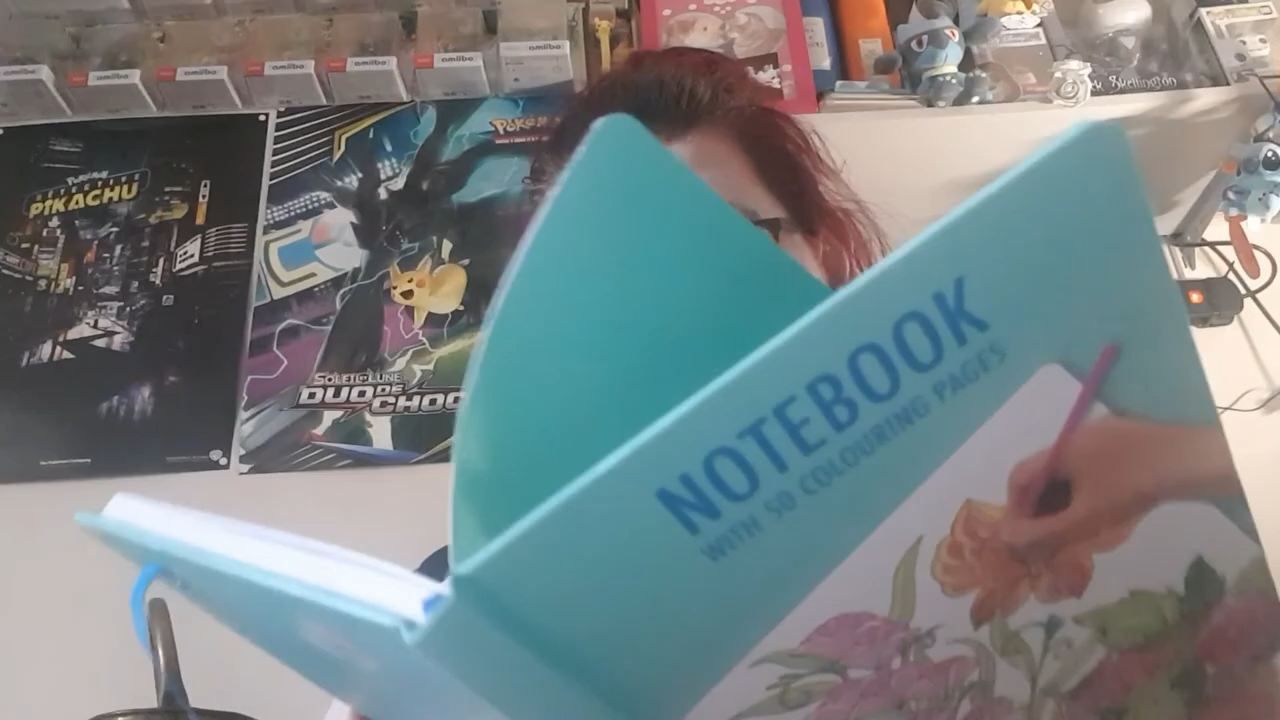 amiibo
amiibo
amiibo
amiibo
amiibo
amiibo
amiibo
Skellington
POKÉMON
DETECTIVE
PIKACHU
SOLEIL LUNE
DUO DE
CHOC
NOTEBOOK
WITH 50 COLOURING PAGES